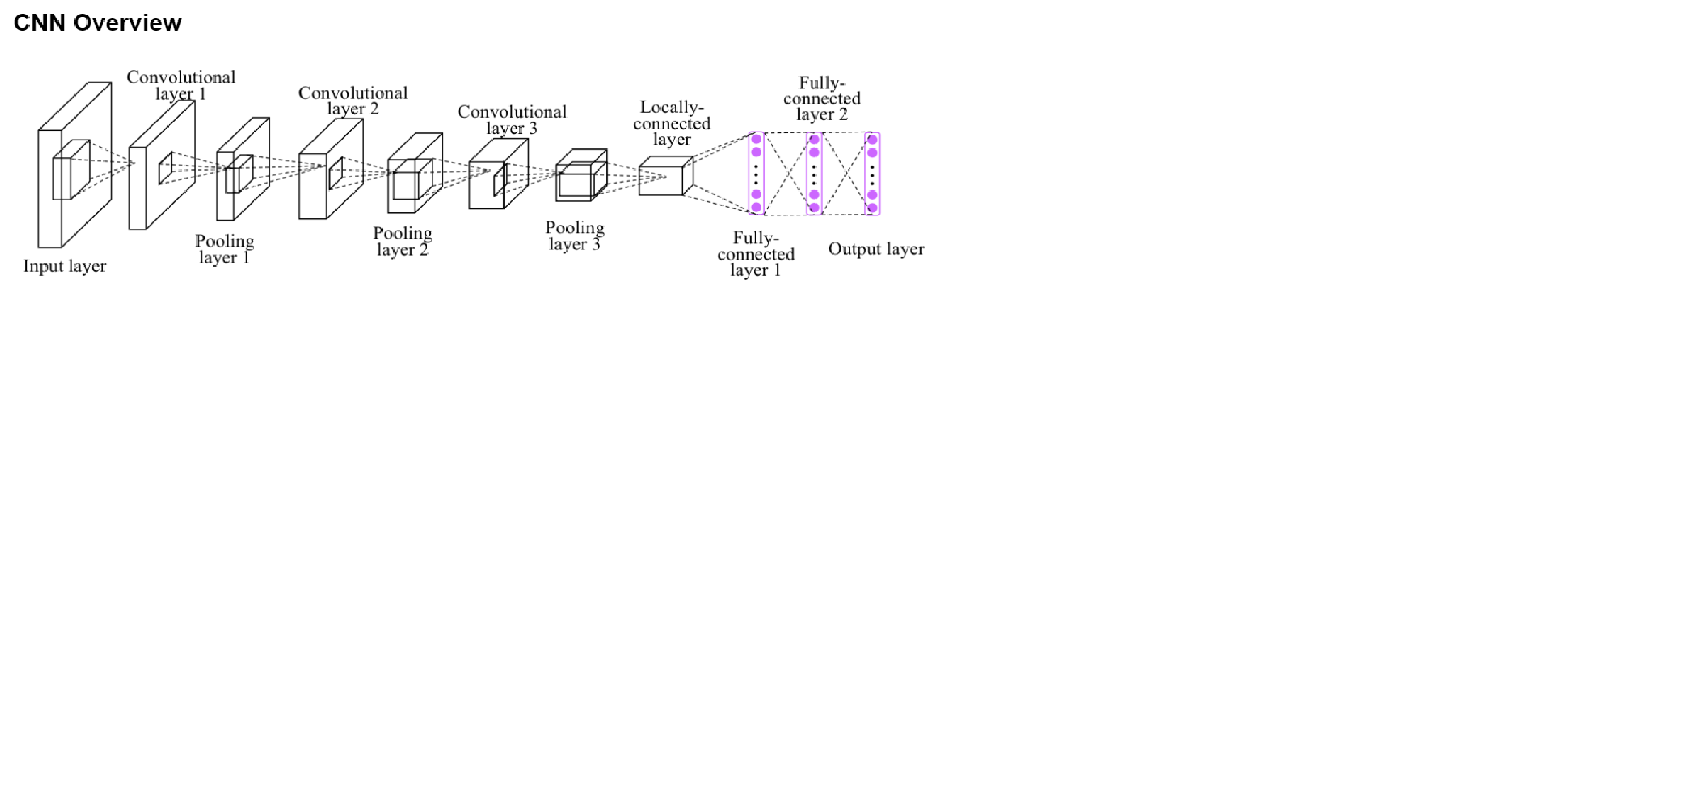 CNN Overview
Convolutional
layer 1
Convolutional
layer 2
Convolutional
layer 3
Locally-
connected
layer
Fully-
connected
layer 2
Input layer
Pooling
layer 1
Pooling
layer 2
Pooling
layer 3
Fully-
connected
layer 1
Output layer